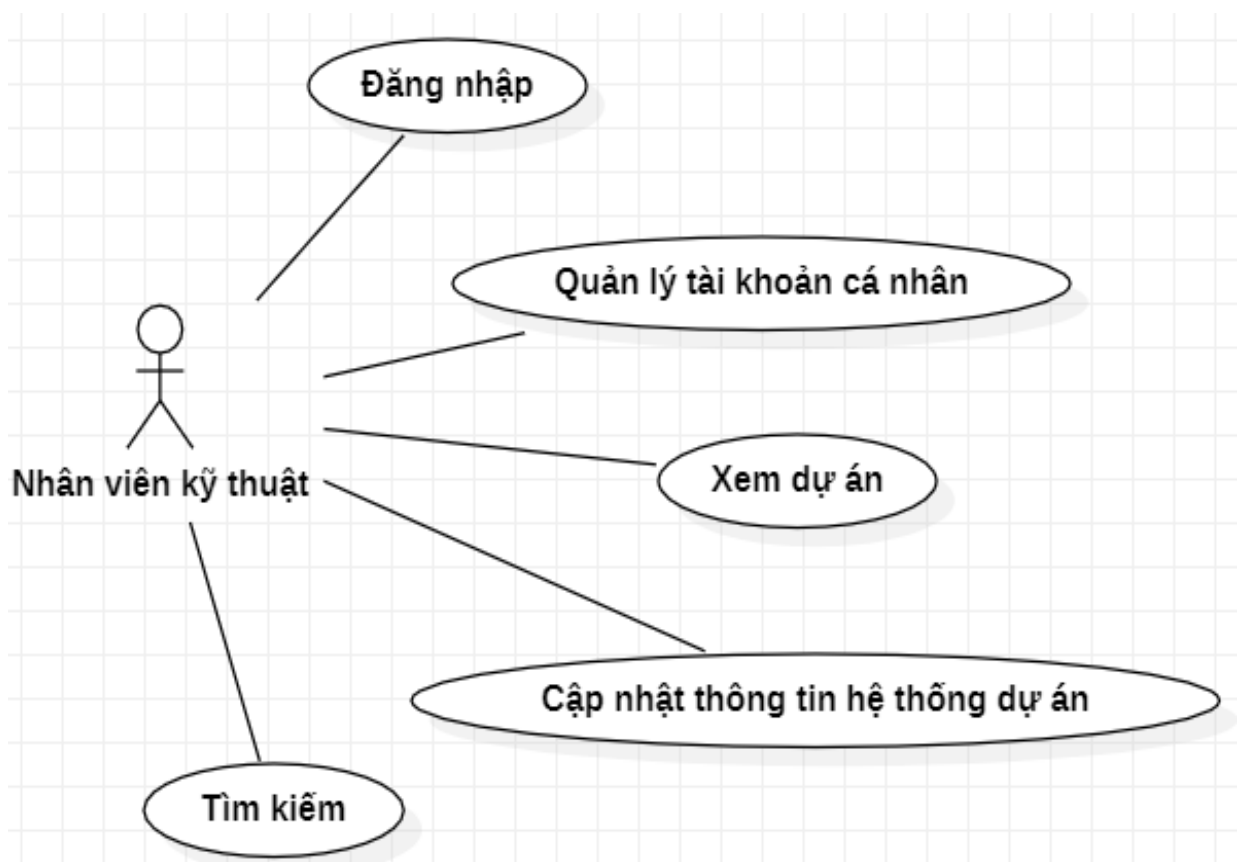 Đăng nhập
Quản lý tài khoản cá nhân
Xem dự án
Nhân viên kỹ thuật
Cập nhật thông tin hệ thống dự án
Tìm kiếm